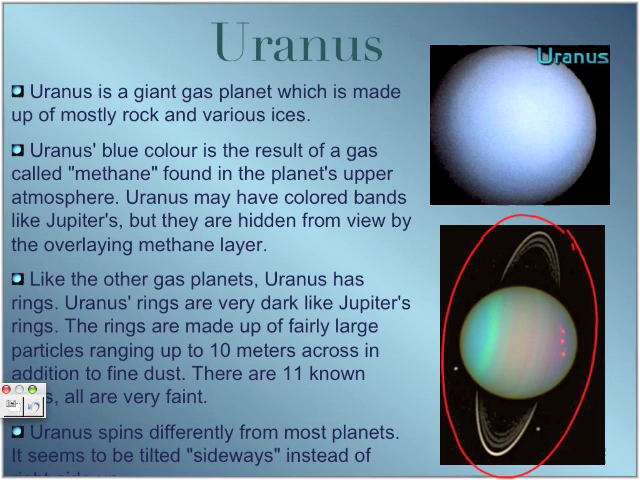 Uranus
Uranus is a giant gas planet which is made
up of mostly rock and various ices.
Uranus' blue colour is the result of a gas
called "methane" found in the planet's upper
atmosphere. Uranus may have colored bands
like Jupiter's, but they are hidden from view by
the overlaying methane layer.
Like the other gas planets, Uranus has
rings. Uranus' rings are very dark like Jupiter's
rings. The rings are made up of fairly large
particles ranging up to 10 meters across in
addition to fine dust. There are 11 known
all are very faint.
Uranus spins differently from most planets.
It seems to be tilted "sideways" instead of
Uranus